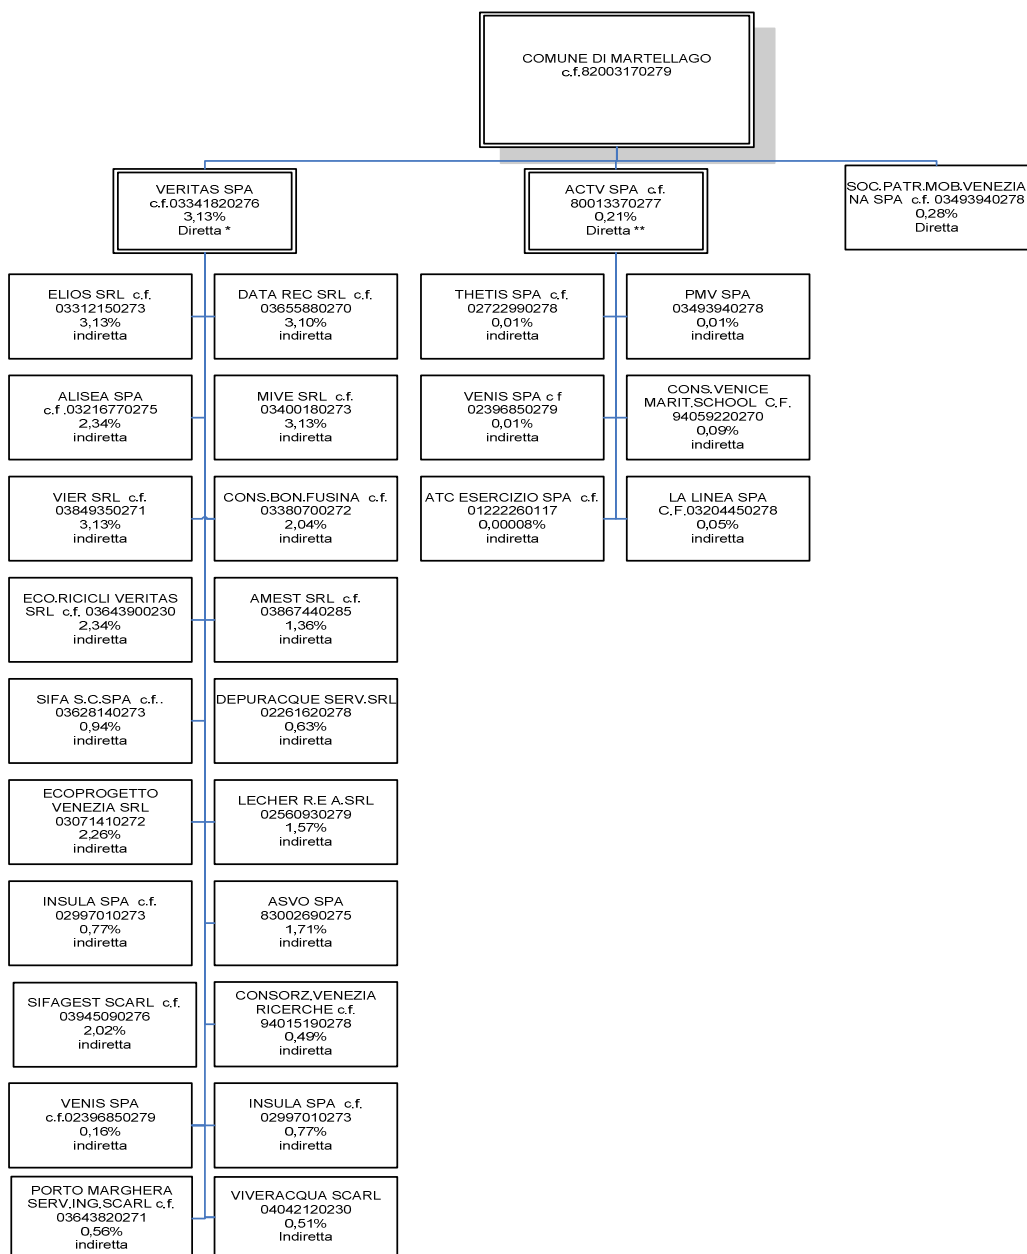 COMUNE DI MARTELLAGO
c.f.82003170279
VERITAS SPA
c.f.03341820276
3,13%
Diretta *
ACTV SPA c.f.
80013370277
0,21%
Diretta **
SOC.PATR.MOB.VENEZIA
NA SPA c.f. 03493940278
0,28%
Diretta
ELIOS SRL c.f.
03312150273
3,13%
indiretta
DATA REC SRL c.f.
03655880270
3,10%
indiretta
THETIS SPA c.f.
02722990278
0,01%
indiretta
PMV SPA
03493940278
0,01%
indiretta
ALISEA SPA
c.f .03216770275
2,34%
indiretta
MIVE SRL c.f.
03400180273
3,13%
indiretta
VENIS SPA c f
02396850279
0,01%
indiretta
CONS.VENICE
MARIT.SCHOOL C.F.
94059220270
0,09%
indiretta
VIER SRL c.f.
03849350271
3,13%
indiretta
CONS.BON.FUSINA c.f.
03380700272
2,04%
indiretta
ATC ESERCIZIO SPA c.f.
01222260117
0,00008%
indiretta
LA LINEA SPA
C.F.03204450278
0,05%
indiretta
ECO.RICICLI VERITAS
SRL c.f. 03643900230
2,34%
indiretta
AMEST SRL c.f.
03867440285
1,36%
indiretta
SIFA S.C.SPA c.f..
03628140273
0,94%
indiretta
DEPURACQUE SERV.SRL
02261620278
0,63%
indiretta
ECOPROGETTO
VENEZIA SRL
03071410272
2,26%
indiretta
LECHER R.E A.SRL
02560930279
1,57%
indiretta
INSULA SPA c.f.
02997010273
0,77%
indiretta
ASVO SPA
83002690275
1,71%
indiretta
SIFAGEST SCARL c.f.
03945090276
2,02%
indiretta
CONSORZ.VENEZIA
RICERCHE c.f.
94015190278
0,49%
indiretta
VENIS SPA
c.f.02396850279
0,16%
indiretta
INSULA SPA c.f.
02997010273
0,77%
indiretta
PORTO MARGHERA
SERV.ING.SCARL c.f.
03643820271
0,56%
indiretta
VIVERACQUA SCARL
04042120230
0,51%
Indiretta